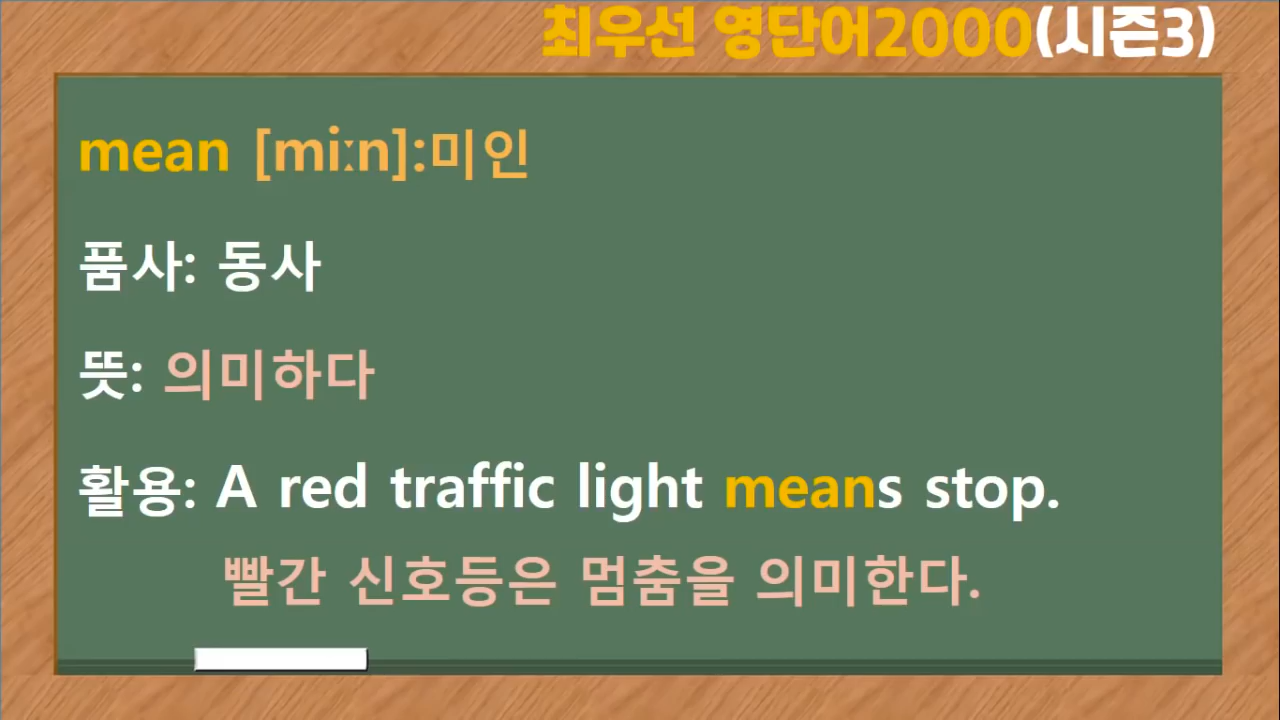 최우선 영단어2000(시즌3)
mean [miːn]:미인
품사: 동사
뜻: 의미하다
활용: A red traffic light means stop.
빨간 신호등은 멈춤을 의미한다.